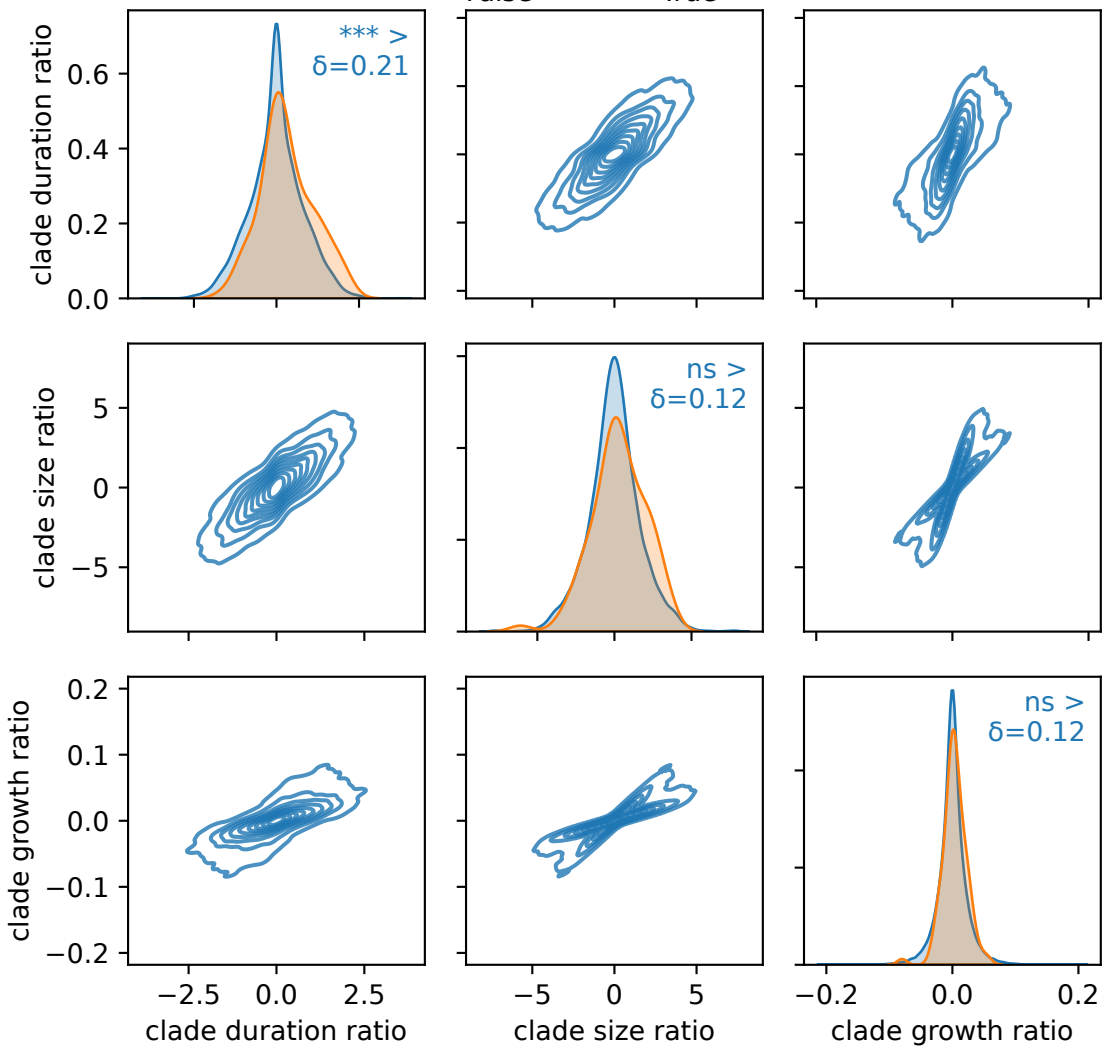 *** >
δ=0.21
clade duration ratio
0.6
0.4
0.2
0.0
ns >
δ=0.12
clade size ratio
5
0
−5
ns >
δ=0.12
clade growth ratio
0.2
0.1
0.0
−0.1
−0.2
−2.5 0.0 2.5
−5 0 5
−0.2 0.0 0.2
clade duration ratio
clade size ratio
clade growth ratio